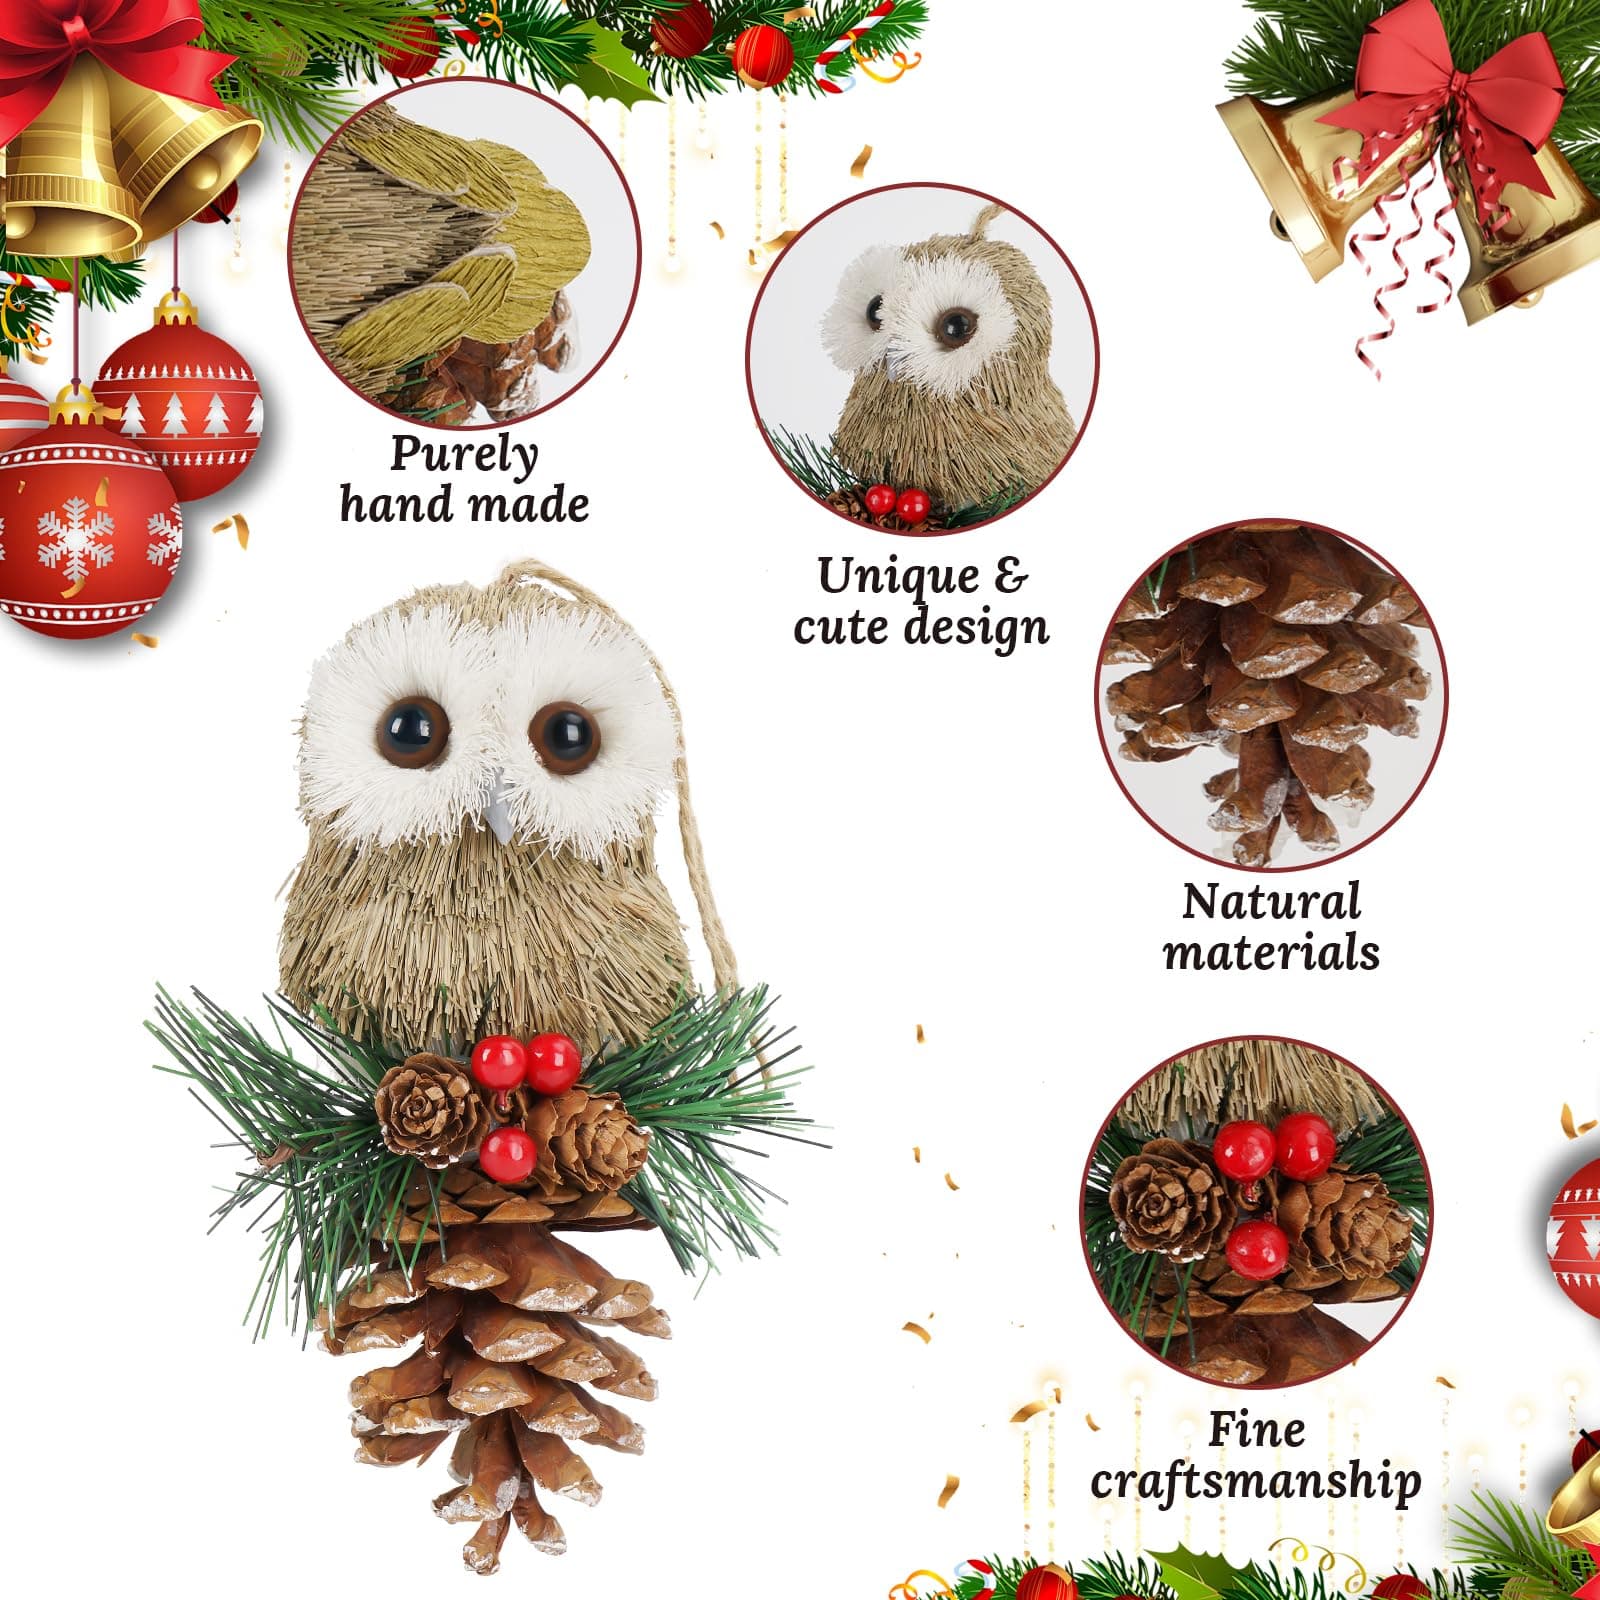 Purely
hand made
Unique &
cute design
Natural
materials
Fine
craftsmanship